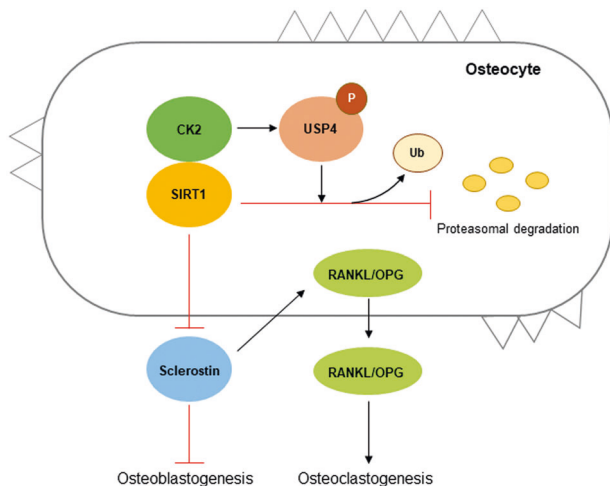 Osteocyte
P
CK2
USP4
Ub
SIRT1
Proteasomal degradation
RANKL/OPG
Sclerostin
RANKL/OPG
Osteoblastogenesis
Osteoclastogenesis